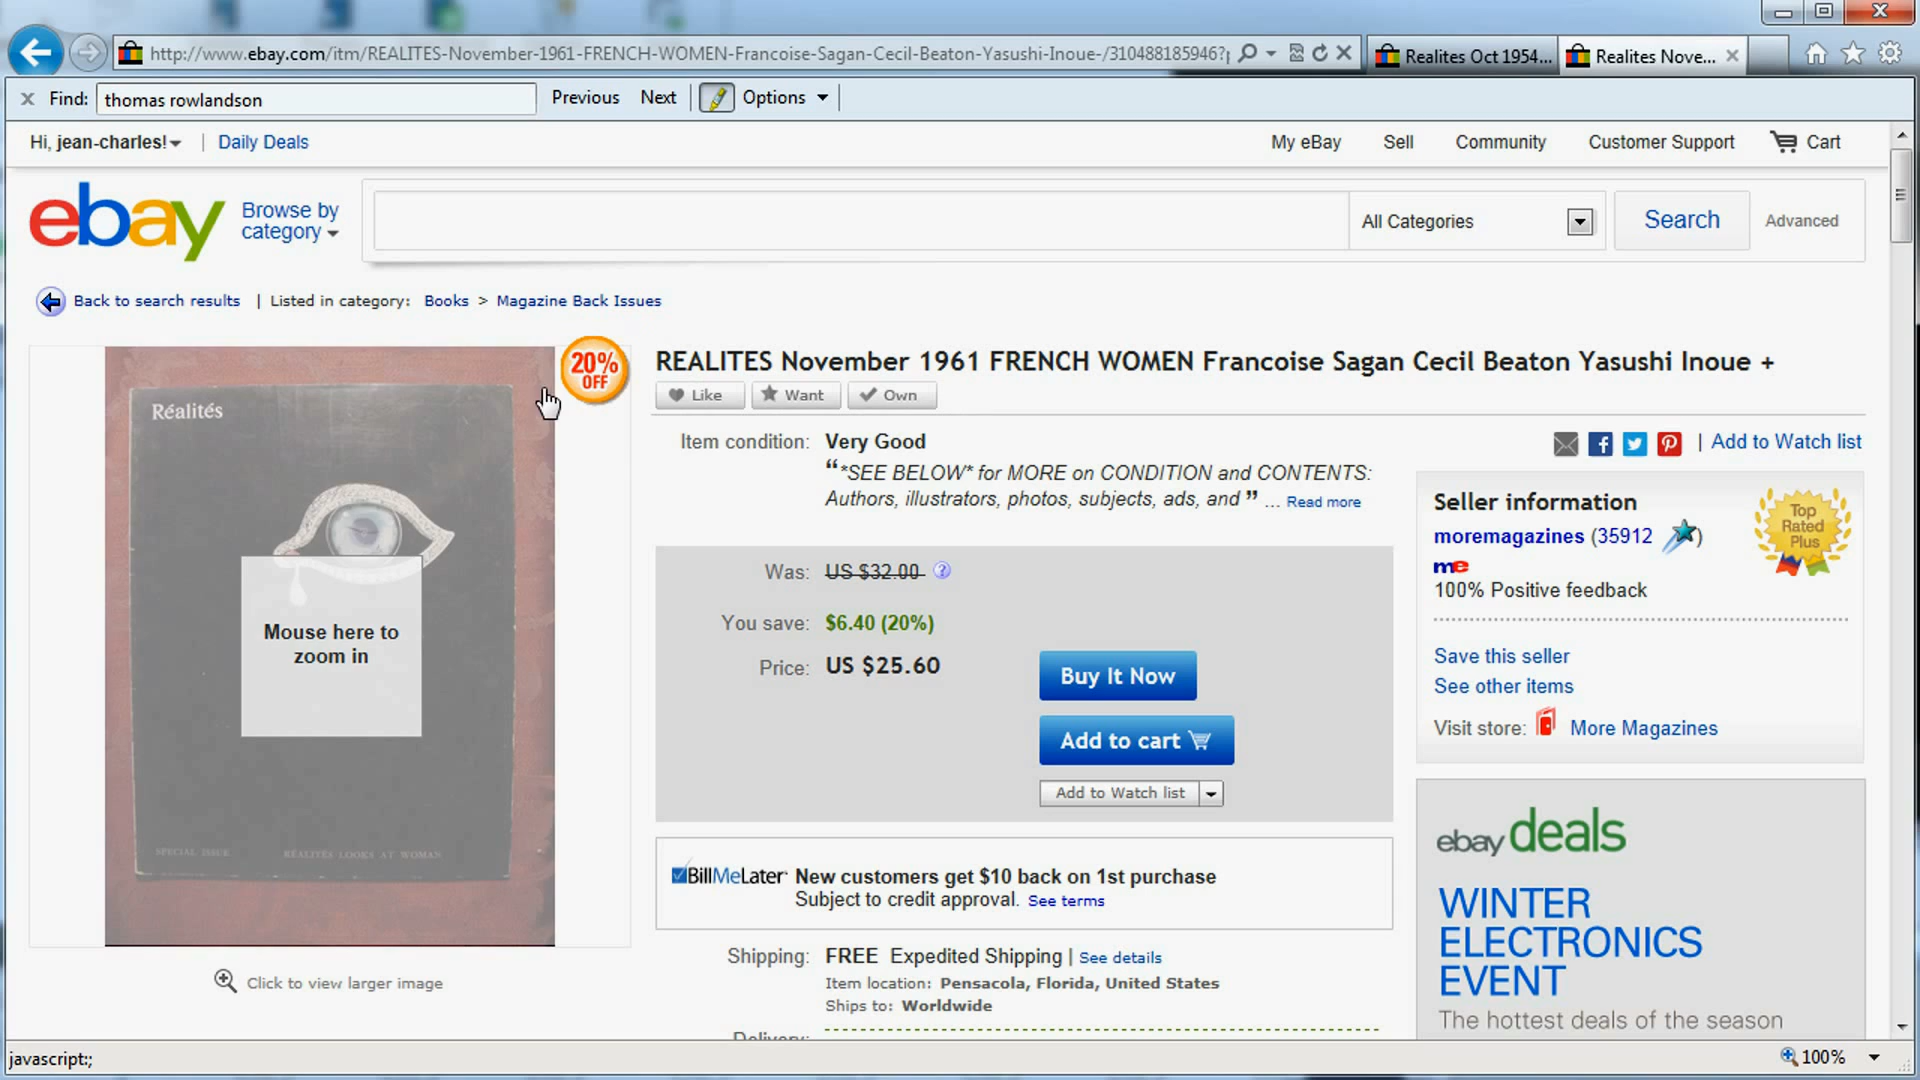 http://www.ebay.com/itm/REALITES-November-1961-FRENCH-WOMEN-Francoise-Sagan-Cecil-Beaton-Yasushi-Inoue-/310488185946?
Realites Oct 1954...
Realites Nove...
Find: thomas rowlandson Previous Next Options
Hi, jean-charles! Daily Deals My eBay Sell Community Customer Support Cart
ebay Browse by category All Categories Search Advanced
Back to search results | Listed in category: Books > Magazine Back Issues
20% OFF
Réalités
Mouse here to zoom in
SPECIAL ISSUE RÉALITÉS LOOKS AT WOMAN
Click to view larger image
REALITES November 1961 FRENCH WOMEN Francoise Sagan Cecil Beaton Yasushi Inoue +
Like Want Own
Item condition: Very Good
“*SEE BELOW* for MORE on CONDITION and CONTENTS:
Authors, illustrators, photos, subjects, ads, and ” ... Read more
Was: US $32.00 ?
You save: $6.40 (20%)
Price: US $25.60
Buy It Now
Add to cart
Add to Watch list
BillMeLater New customers get $10 back on 1st purchase
Subject to credit approval. See terms
Shipping: FREE Expedited Shipping | See details
Item location: Pensacola, Florida, United States
Ships to: Worldwide
Delivery:
| Add to Watch list
Seller information
moremagazines (35912 )
me
100% Positive feedback
Top Rated Plus
Save this seller
See other items
Visit store: More Magazines
ebay deals
WINTER
ELECTRONICS
EVENT
The hottest deals of the season
javascript:;
100%